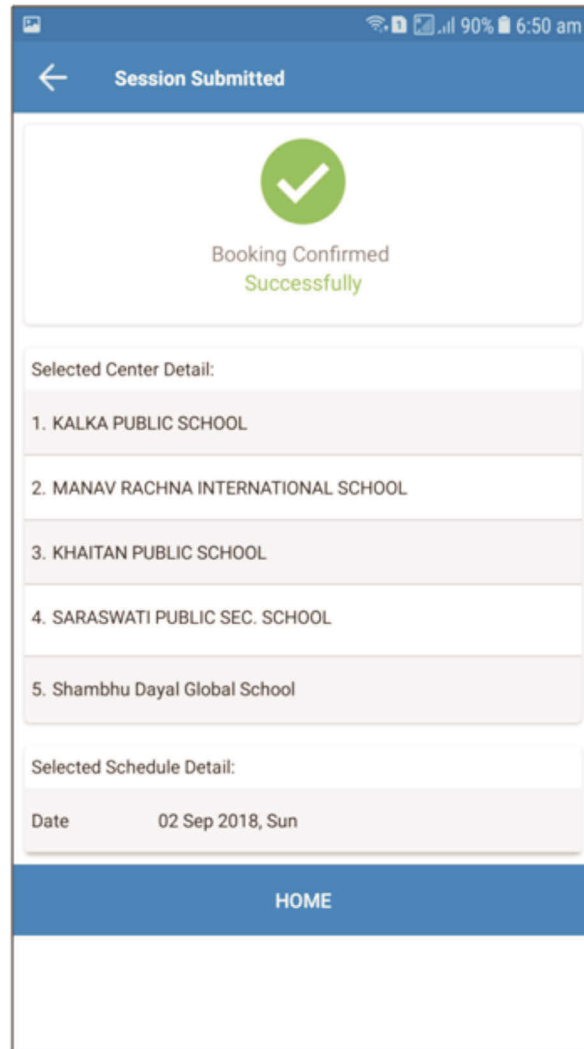 90% 6:50 am
Session Submitted
Booking Confirmed
Successfully
Selected Center Detail:
1. KALKA PUBLIC SCHOOL
2. MANAV RACHNA INTERNATIONAL SCHOOL
3. KHAITAN PUBLIC SCHOOL
4. SARASWATI PUBLIC SEC. SCHOOL
5. Shambhu Dayal Global School
Selected Schedule Detail:
Date 02 Sep 2018, Sun
HOME